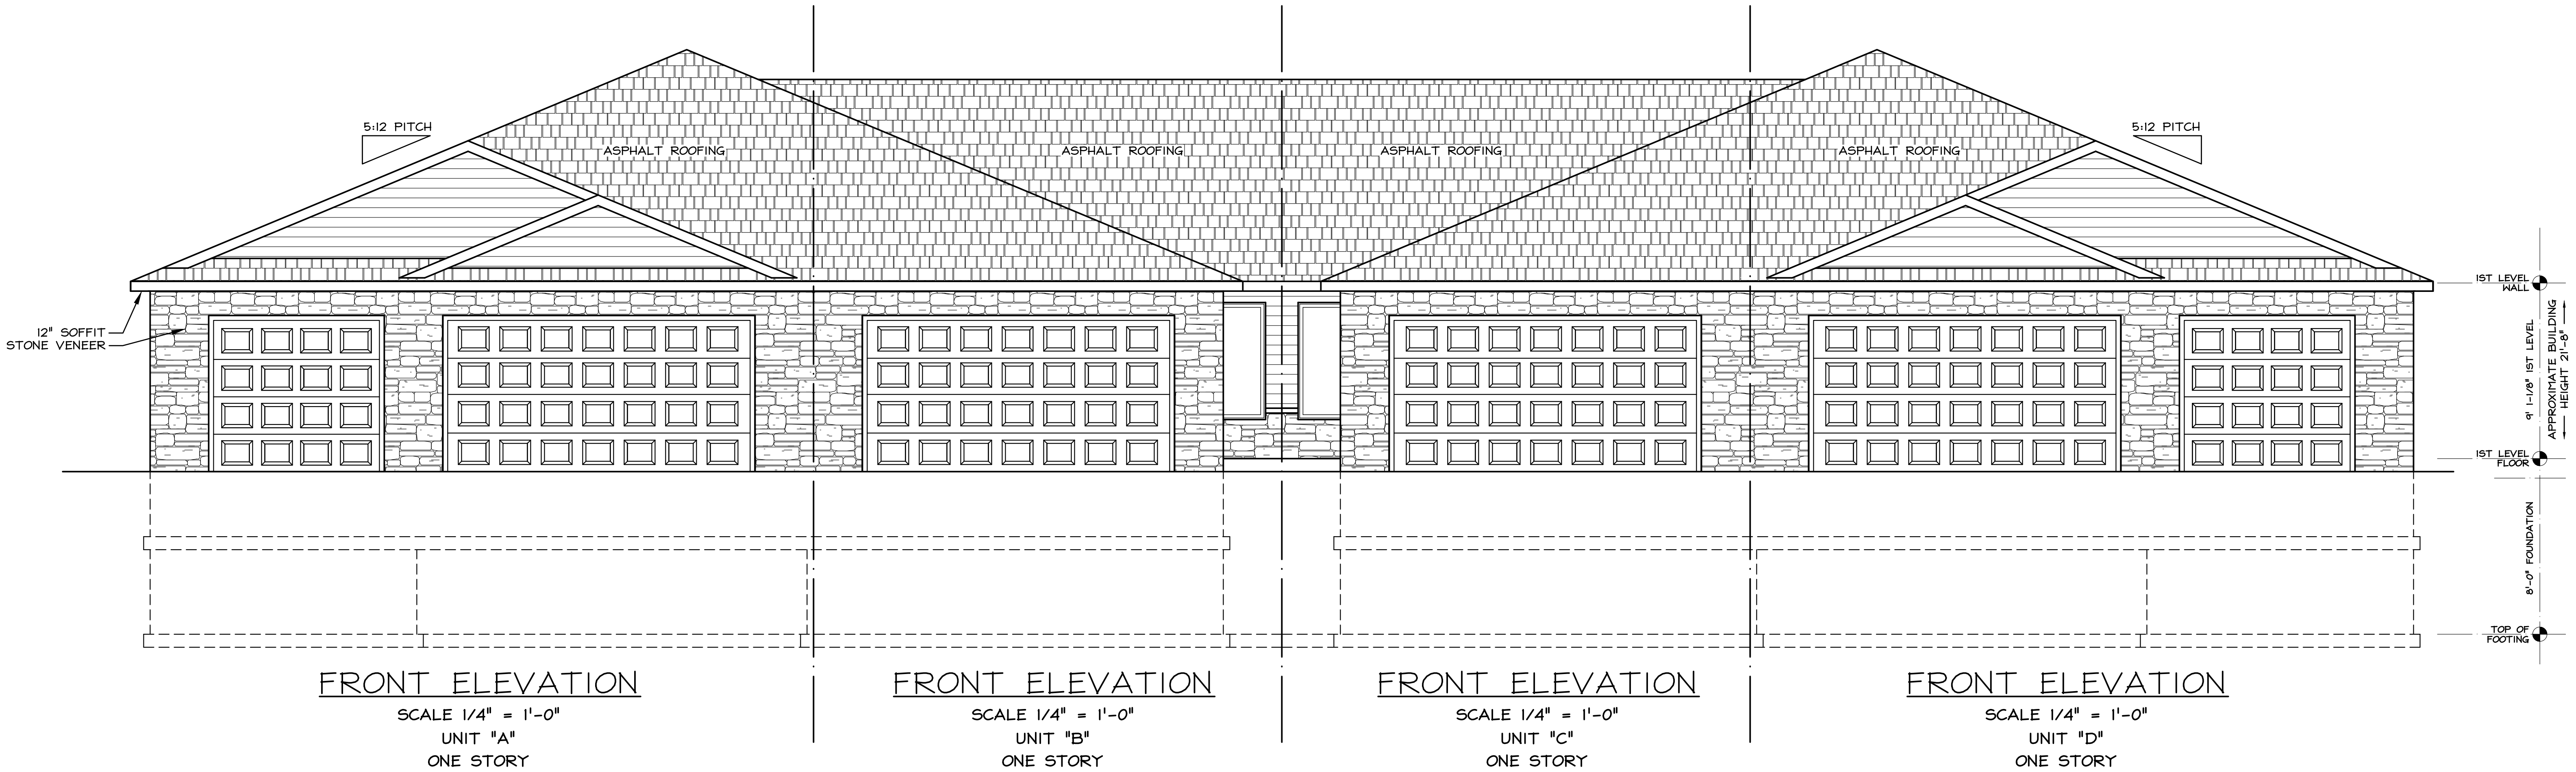 5:12 PITCH
5:12 PITCH
ASPHALT ROOFING
ASPHALT ROOFING
ASPHALT ROOFING
ASPHALT ROOFING
12" SOFFIT
STONE VENEER
1ST LEVEL
WALL
9' 1-1/8" 1ST LEVEL
APPROXIMATE BUILDING
HEIGHT 21'-8"
1ST LEVEL
FLOOR
8'-0" FOUNDATION
TOP OF
FOOTING
FRONT ELEVATION
SCALE 1/4" = 1'-0"
UNIT "A"
ONE STORY
FRONT ELEVATION
SCALE 1/4" = 1'-0"
UNIT "B"
ONE STORY
FRONT ELEVATION
SCALE 1/4" = 1'-0"
UNIT "C"
ONE STORY
FRONT ELEVATION
SCALE 1/4" = 1'-0"
UNIT "D"
ONE STORY